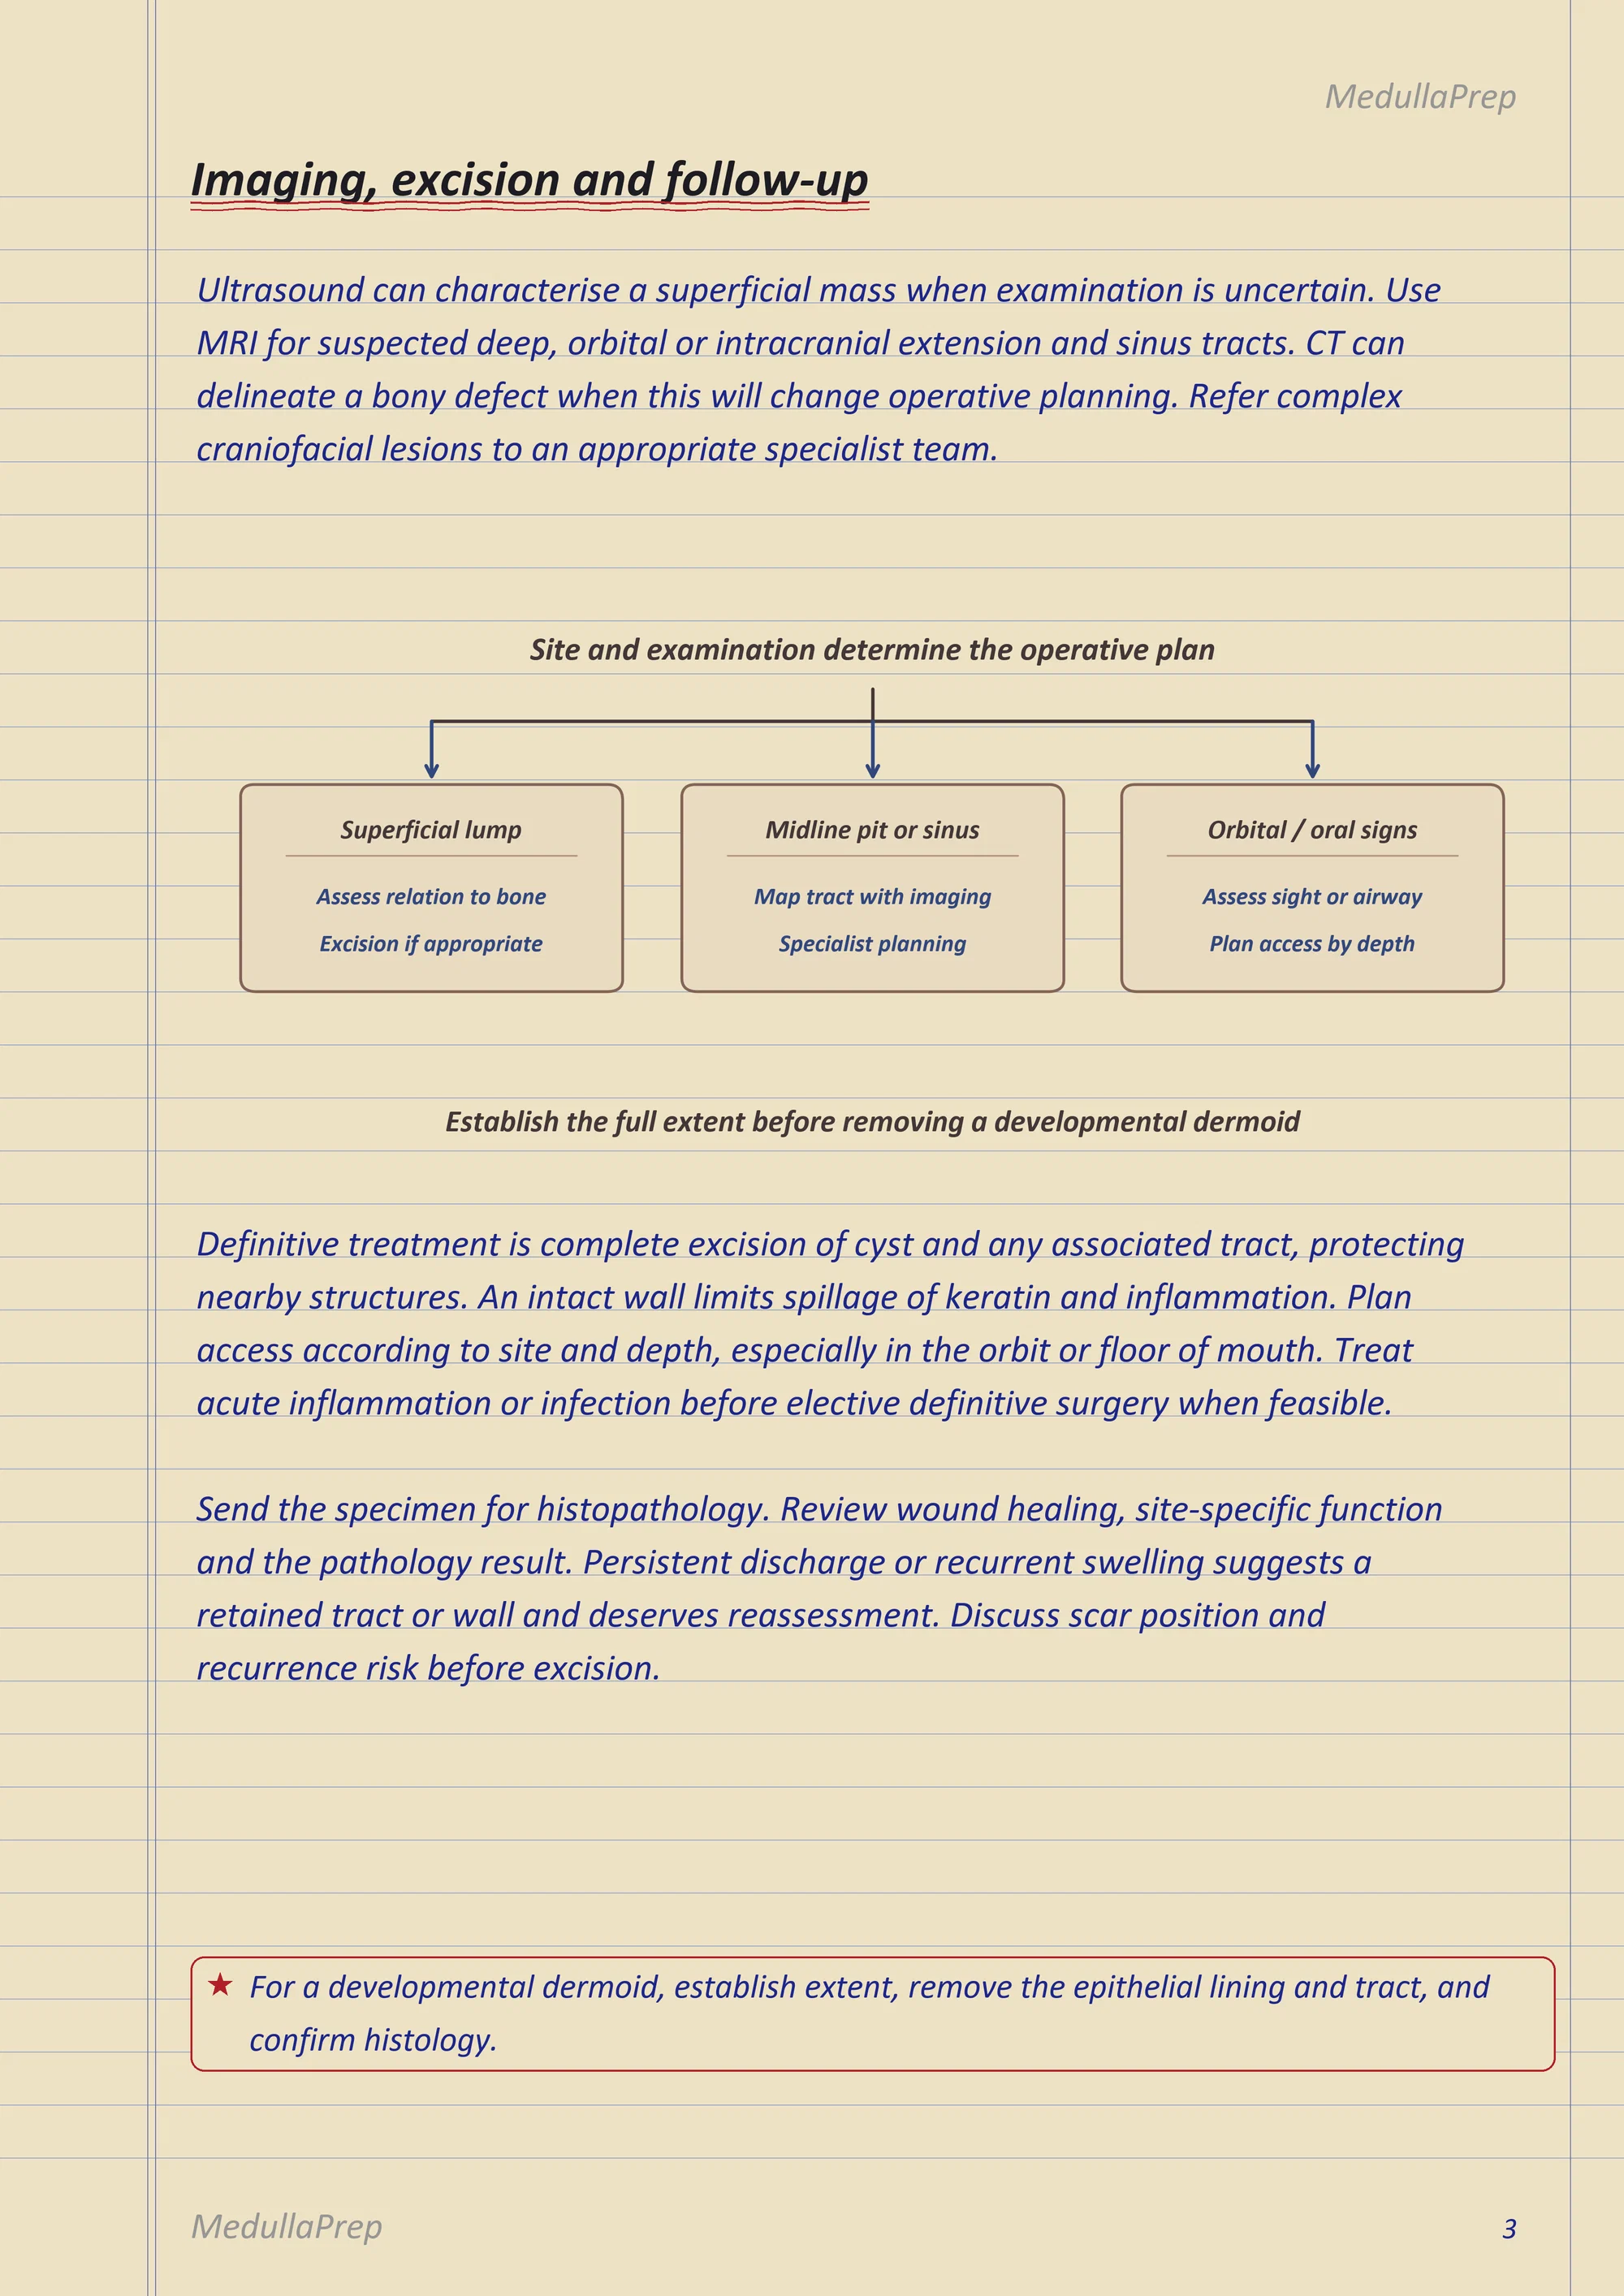 MedullaPrep
Imaging, excision and follow-up
Ultrasound can characterise a superficial mass when examination is uncertain. Use
MRI for suspected deep, orbital or intracranial extension and sinus tracts. CT can
delineate a bony defect when this will change operative planning. Refer complex
craniofacial lesions to an appropriate specialist team.
Site and examination determine the operative plan
Superficial lump
Assess relation to bone
Excision if appropriate
Midline pit or sinus
Map tract with imaging
Specialist planning
Orbital / oral signs
Assess sight or airway
Plan access by depth
Establish the full extent before removing a developmental dermoid
Definitive treatment is complete excision of cyst and any associated tract, protecting
nearby structures. An intact wall limits spillage of keratin and inflammation. Plan
access according to site and depth, especially in the orbit or floor of mouth. Treat
acute inflammation or infection before elective definitive surgery when feasible.
Send the specimen for histopathology. Review wound healing, site-specific function
and the pathology result. Persistent discharge or recurrent swelling suggests a
retained tract or wall and deserves reassessment. Discuss scar position and
recurrence risk before excision.
★ For a developmental dermoid, establish extent, remove the epithelial lining and tract, and
confirm histology.
MedullaPrep
3